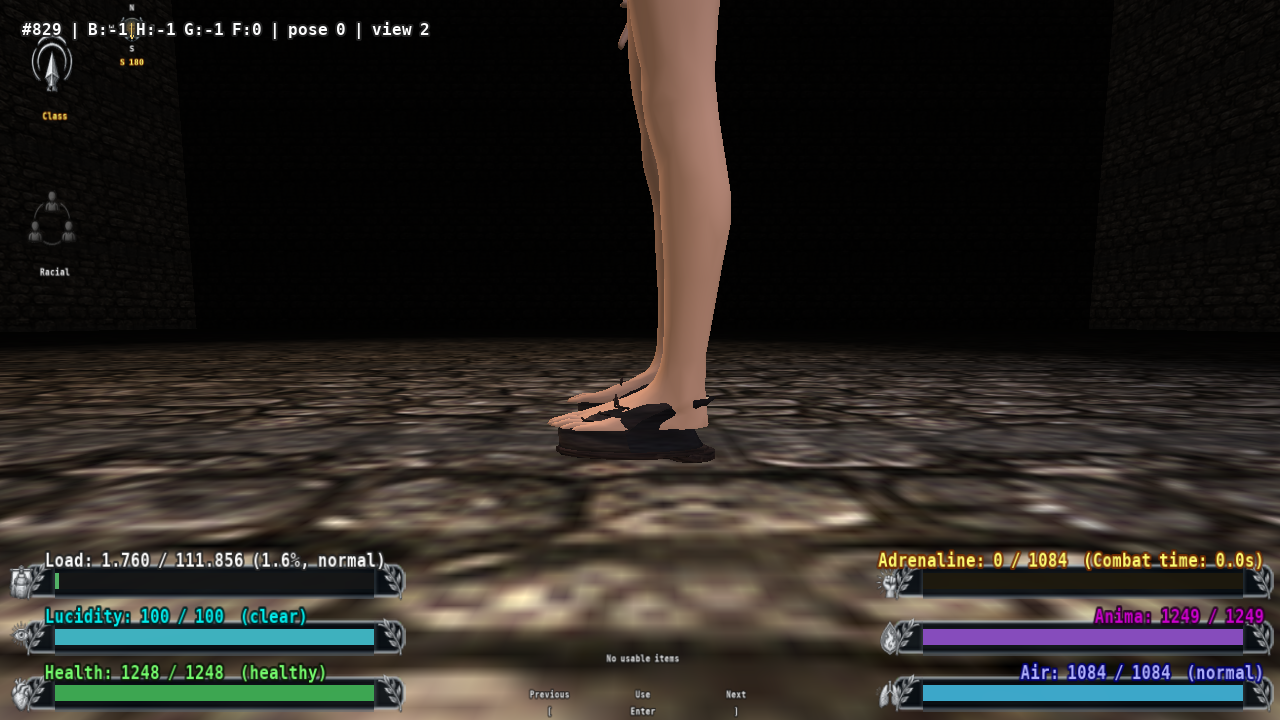 #829 | B:-1 H:-1 G:-1 F:0 | pose 0 | view 2
N
S
S 180
Class
Racial
Load: 1.760 / 111.856 (1.6%, normal)
Lucidity: 100 / 100 (clear)
Health: 1248 / 1248 (healthy)
Adrenaline: 0 / 1084 (Combat time: 0.0s)
Anima: 1249 / 1249
Air: 1084 / 1084 (normal)
No usable items
Previous Use Next
[ Enter ]